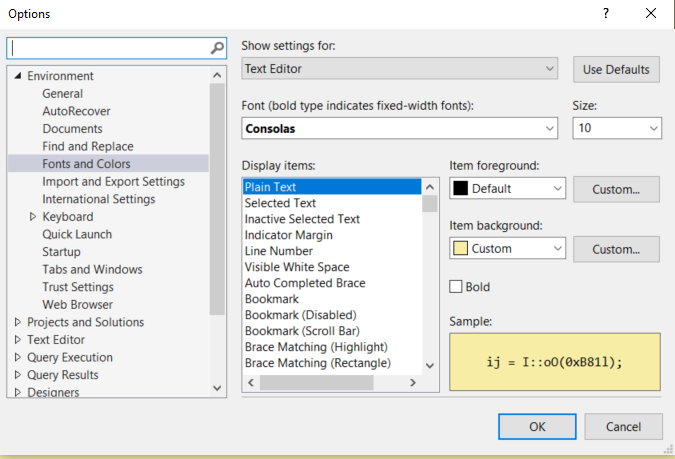 Options
?
Show settings for:
Text Editor
Use Defaults
Environment
General
AutoRecover
Documents
Find and Replace
Fonts and Colors
Import and Export Settings
International Settings
Keyboard
Quick Launch
Startup
Tabs and Windows
Trust Settings
Web Browser
Projects and Solutions
Text Editor
Query Execution
Query Results
Designers
Font (bold type indicates fixed-width fonts):
Size:
Consolas
10
Display items:
Plain Text
Selected Text
Inactive Selected Text
Indicator Margin
Line Number
Visible White Space
Auto Completed Brace
Bookmark
Bookmark (Disabled)
Bookmark (Scroll Bar)
Brace Matching (Highlight)
Brace Matching (Rectangle)
Item foreground:
Default
Custom...
Item background:
Custom
Custom...
Bold
Sample:
ij = I::oO(0xB81l);
OK
Cancel